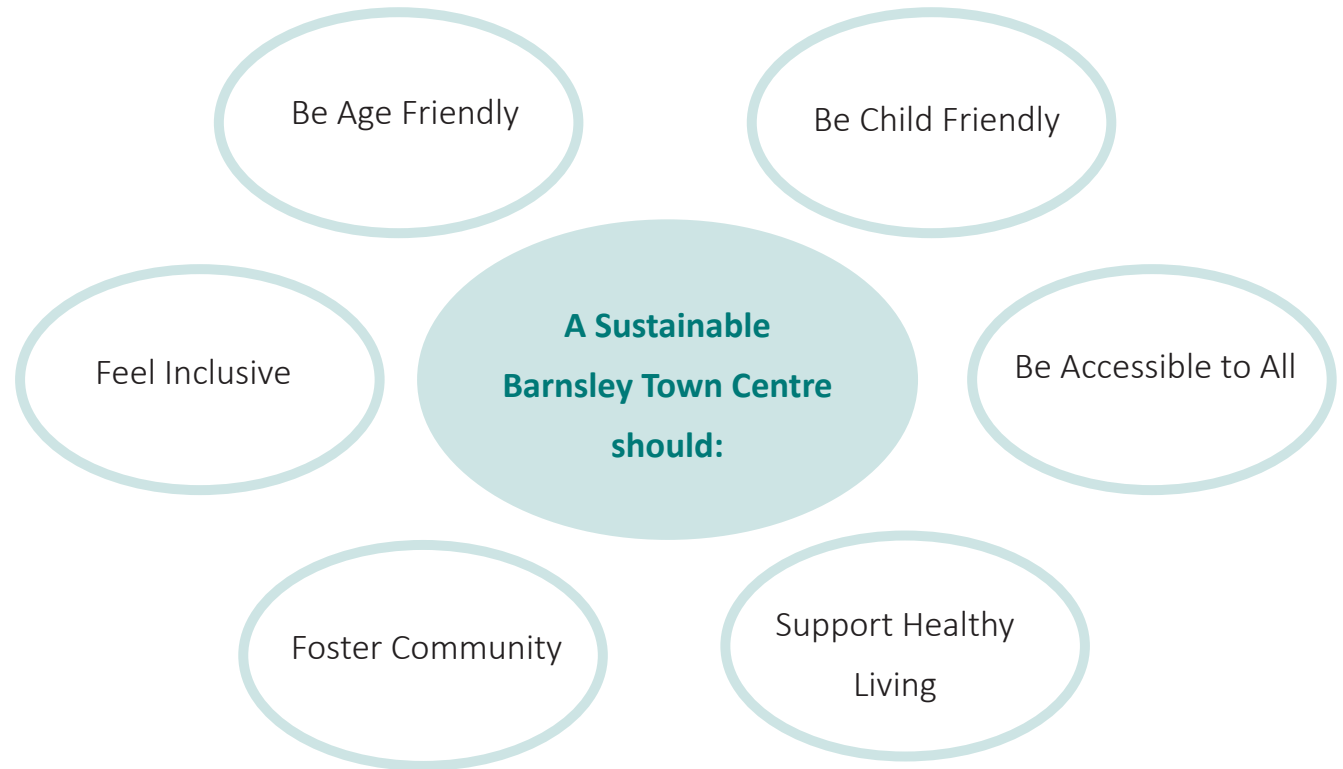 Be Age Friendly
Be Child Friendly
A Sustainable
Barnsley Town Centre
should:
Feel Inclusive
Be Accessible to All
Foster Community
Support Healthy
Living